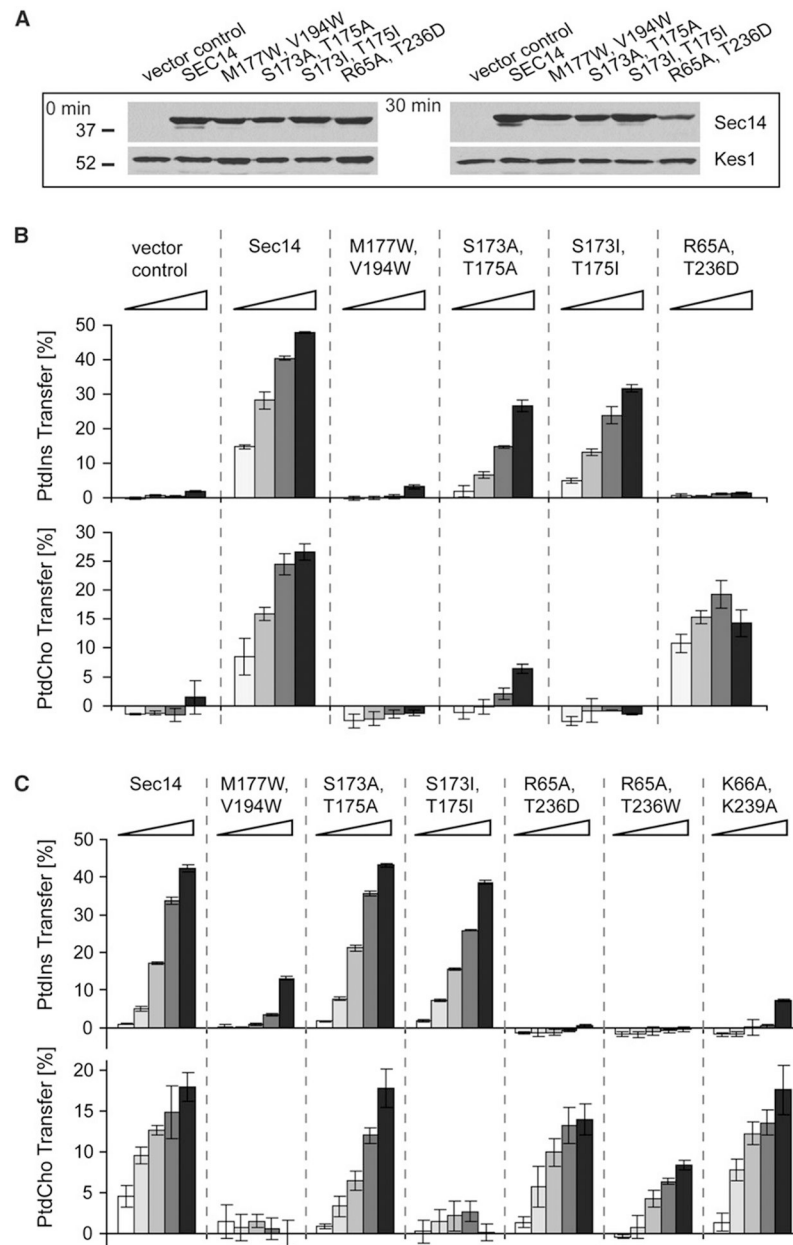 A
vector control
SEC14
M177W, V194W
S173A, T175A
S173I, T175I
R65A, T236D
vector control
SEC14
M177W, V194W
S173A, T175A
S173I, T175I
R65A, T236D
0 min
30 min
37
Sec14
52
Kes1
B
vector
control
Sec14
M177W,
V194W
S173A,
T175A
S173I,
T175I
R65A,
T236D
PtdIns Transfer [%]
50
40
30
20
10
0
PtdCho Transfer [%]
30
25
20
15
10
5
0
C
Sec14
M177W,
V194W
S173A,
T175A
S173I,
T175I
R65A,
T236D
R65A,
T236W
K66A,
K239A
PtdIns Transfer [%]
50
40
30
20
10
0
PtdCho Transfer [%]
20
15
10
5
0